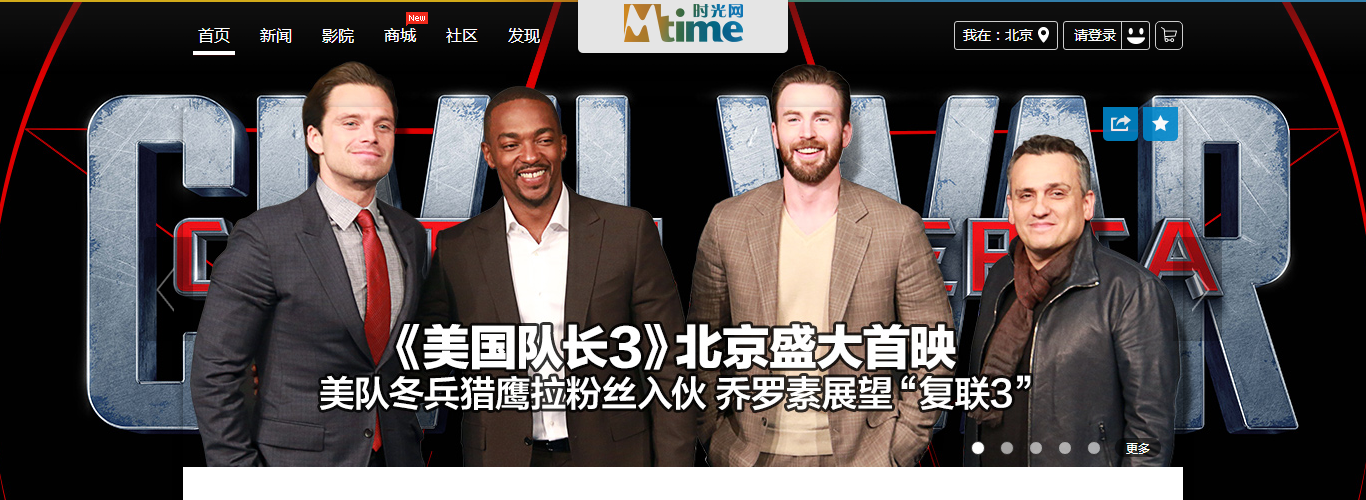 首页 新闻 影院 商城 New 社区 发现
Mtime 时光网
我在：北京 请登录
CIVIL WAR
《美国队长3》北京盛大首映
美队冬兵猎鹰拉粉丝入伙 乔罗素展望“复联3”
更多